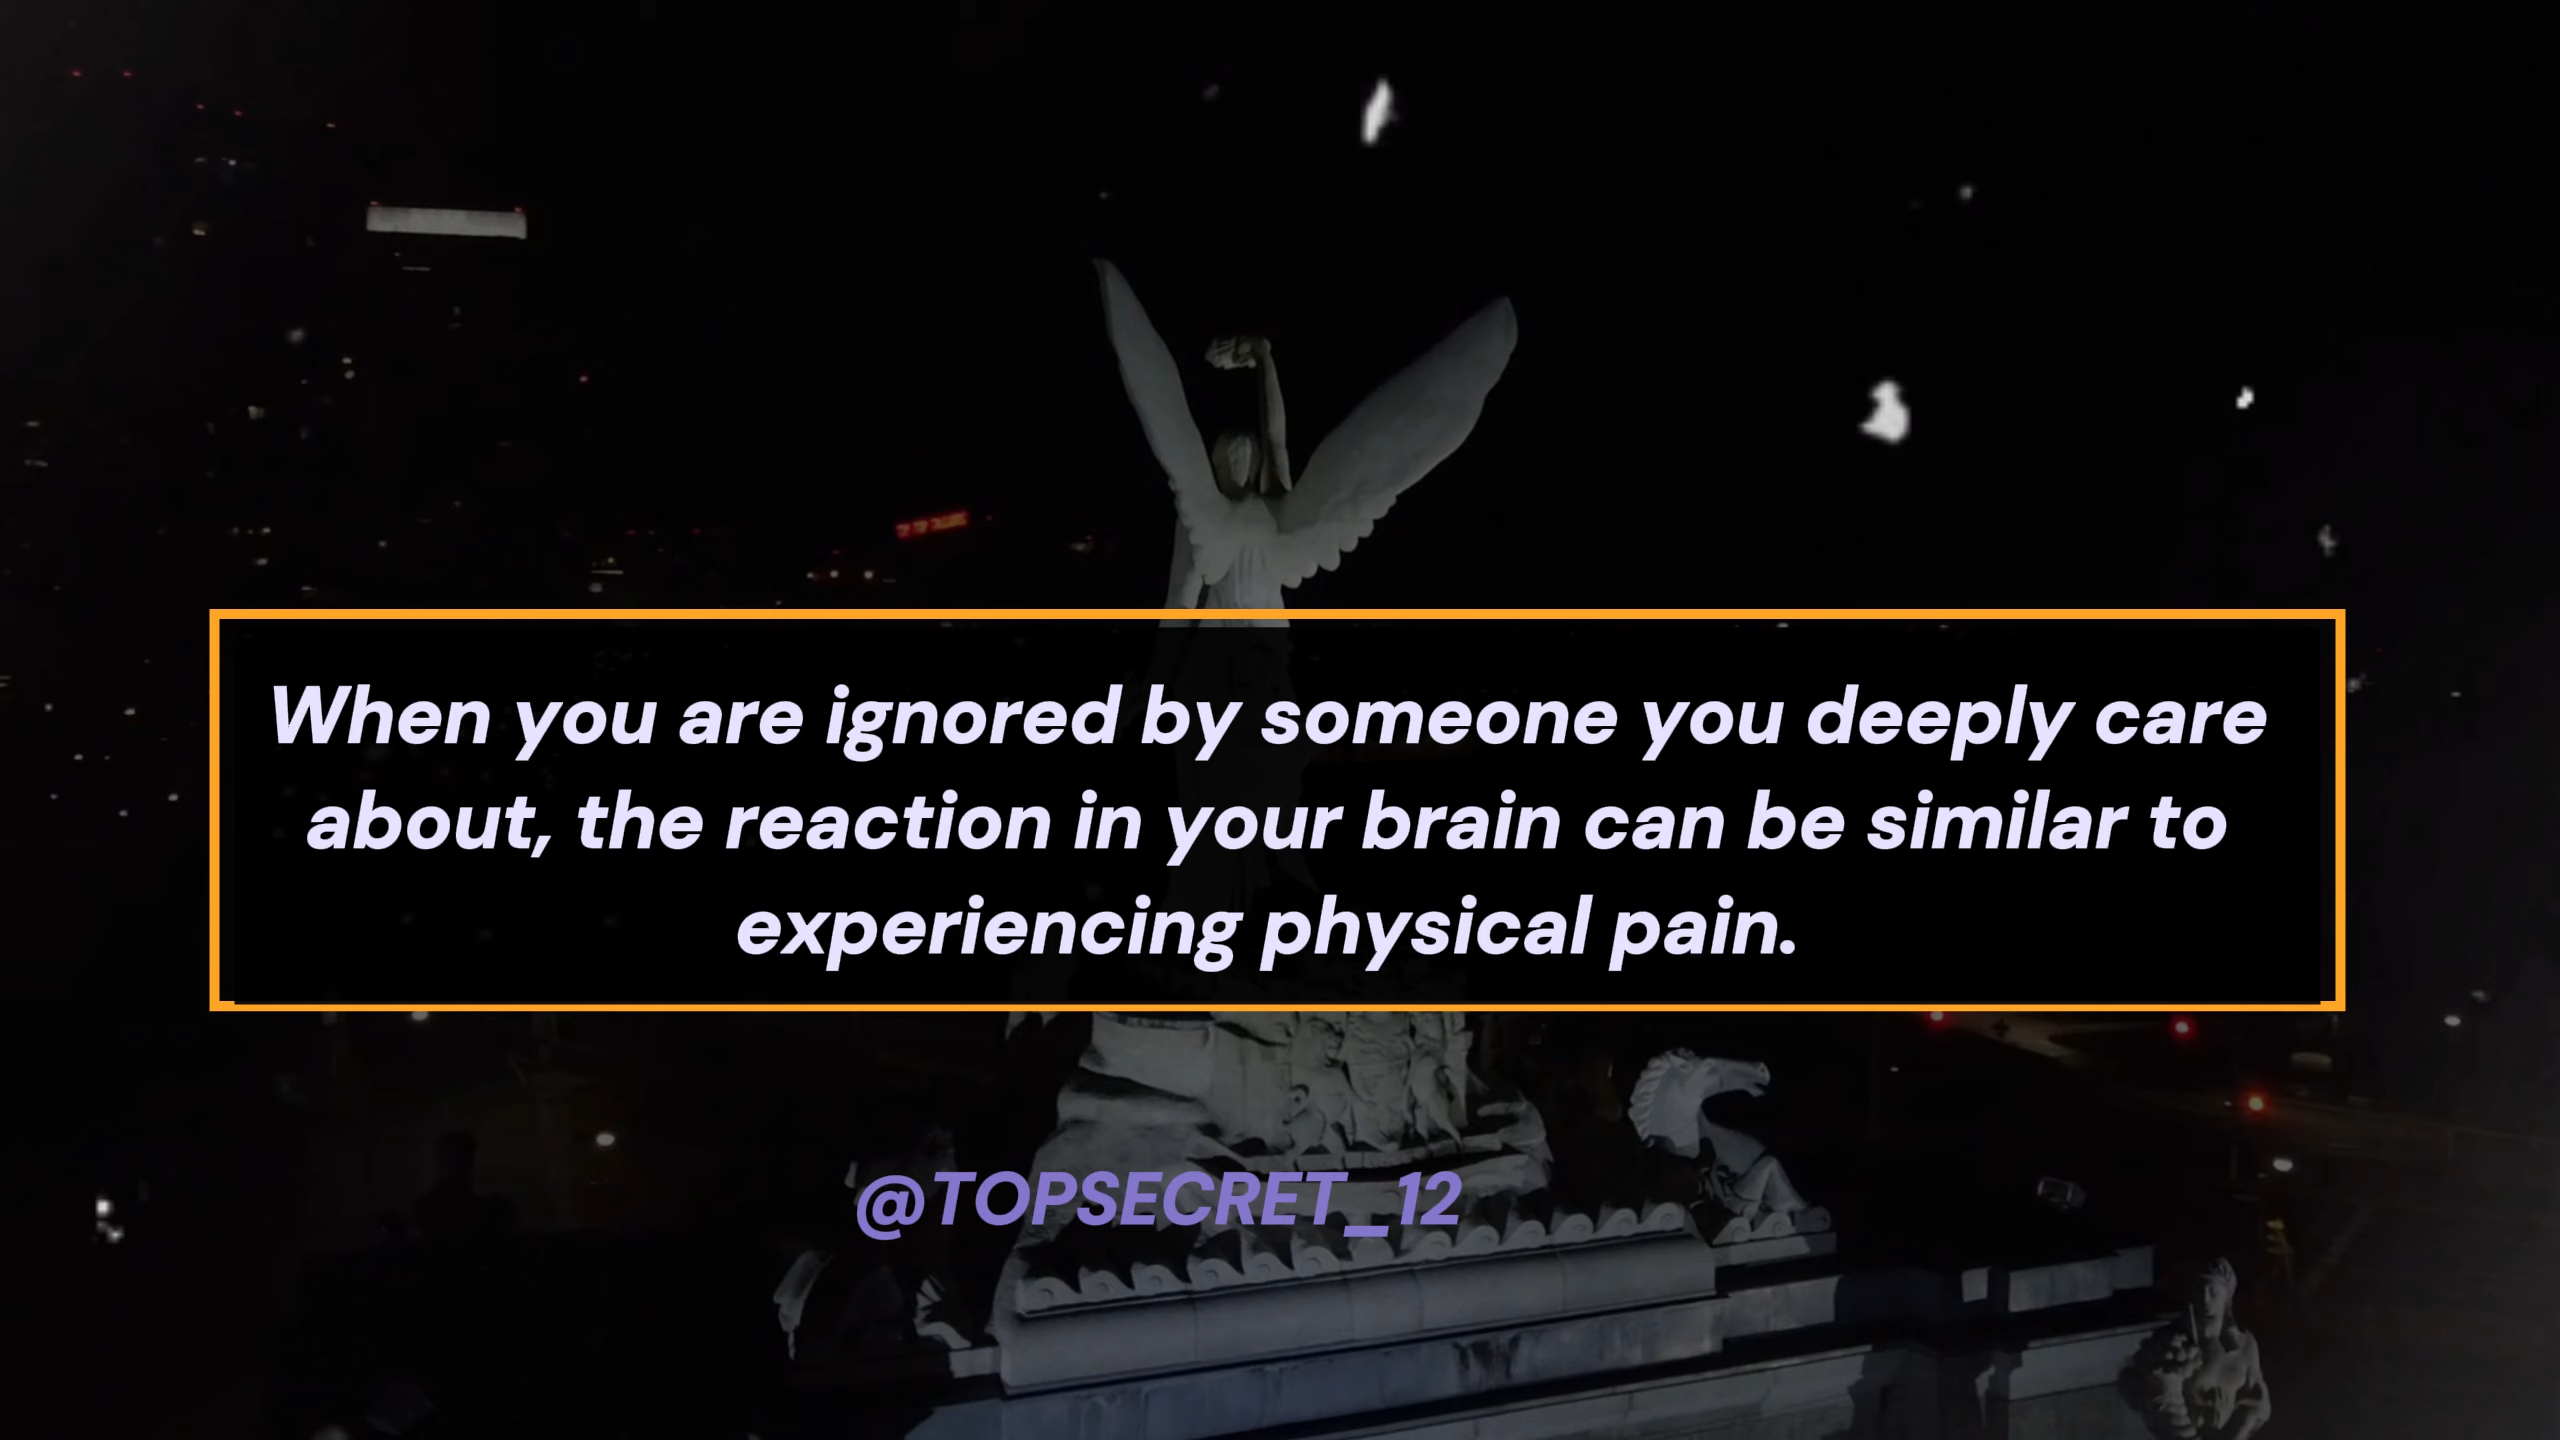 When you are ignored by someone you deeply care
about, the reaction in your brain can be similar to
experiencing physical pain.
@TOPSECRET_12